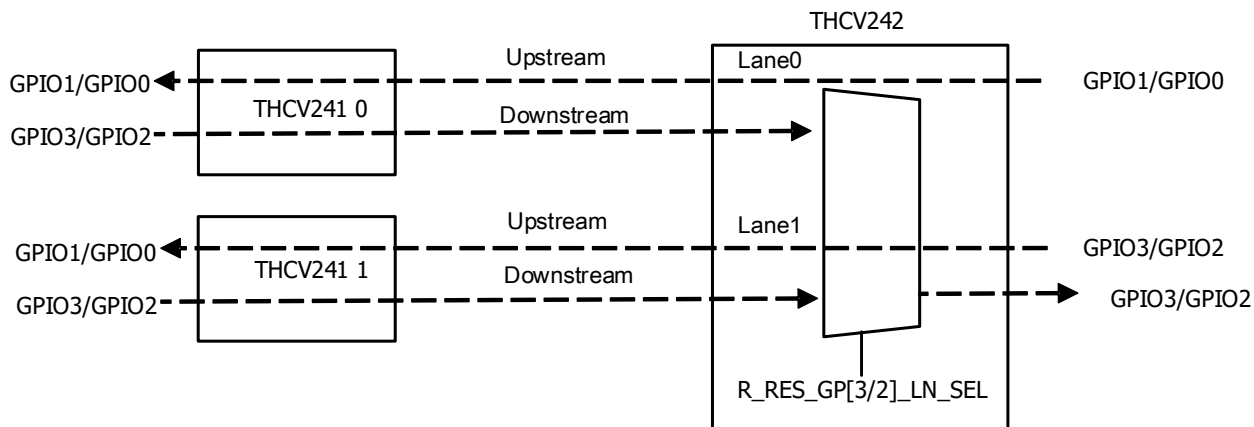 THCV242
Upstream
Lane0
GPIO1/GPIO0
GPIO1/GPIO0
THCV241 0
Downstream
GPIO3/GPIO2
Upstream
Lane1
GPIO1/GPIO0
GPIO3/GPIO2
THCV241 1
Downstream
GPIO3/GPIO2
GPIO3/GPIO2
R_RES_GP[3/2]_LN_SEL